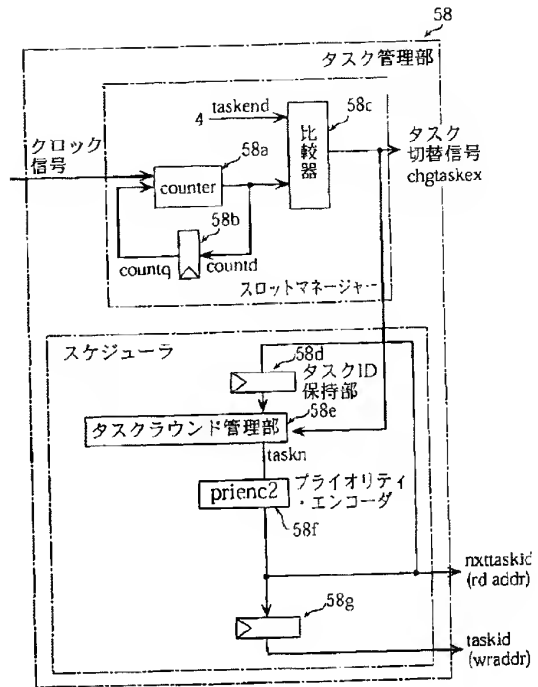 58
タスク管理部
taskend
4
58c
比較器
タスク
切替信号
chgtaskex
クロック
信号
58a
counter
58b
countq
countd
スロットマネージャー
スケジューラ
58d
タスクID
保持部
58e
タスクラウンド管理部
taskn
prienc2
プライオリティ
・エンコーダ
58f
nxttaskid
(rd addr)
58g
taskid
(wraddr)